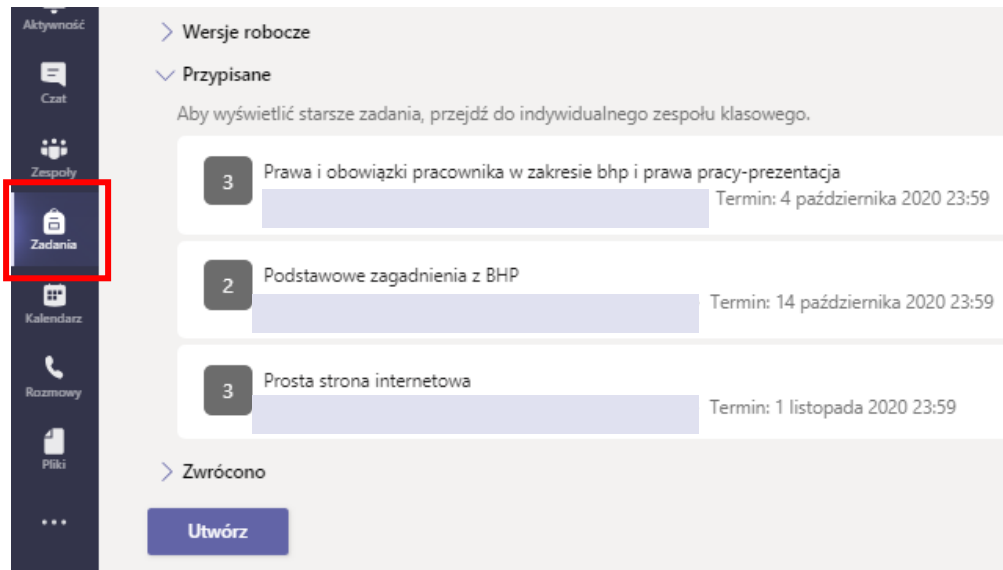 Aktywność
Czat
Zespoły
Zadania
Kalendarz
Rozmowy
Pliki
...
Wersje robocze
Przypisane
Aby wyświetlić starsze zadania, przejdź do indywidualnego zespołu klasowego.
3
Prawa i obowiązki pracownika w zakresie bhp i prawa pracy-prezentacja
Termin: 4 października 2020 23:59
2
Podstawowe zagadnienia z BHP
Termin: 14 października 2020 23:59
3
Prosta strona internetowa
Termin: 1 listopada 2020 23:59
Zwrócono
Utwórz